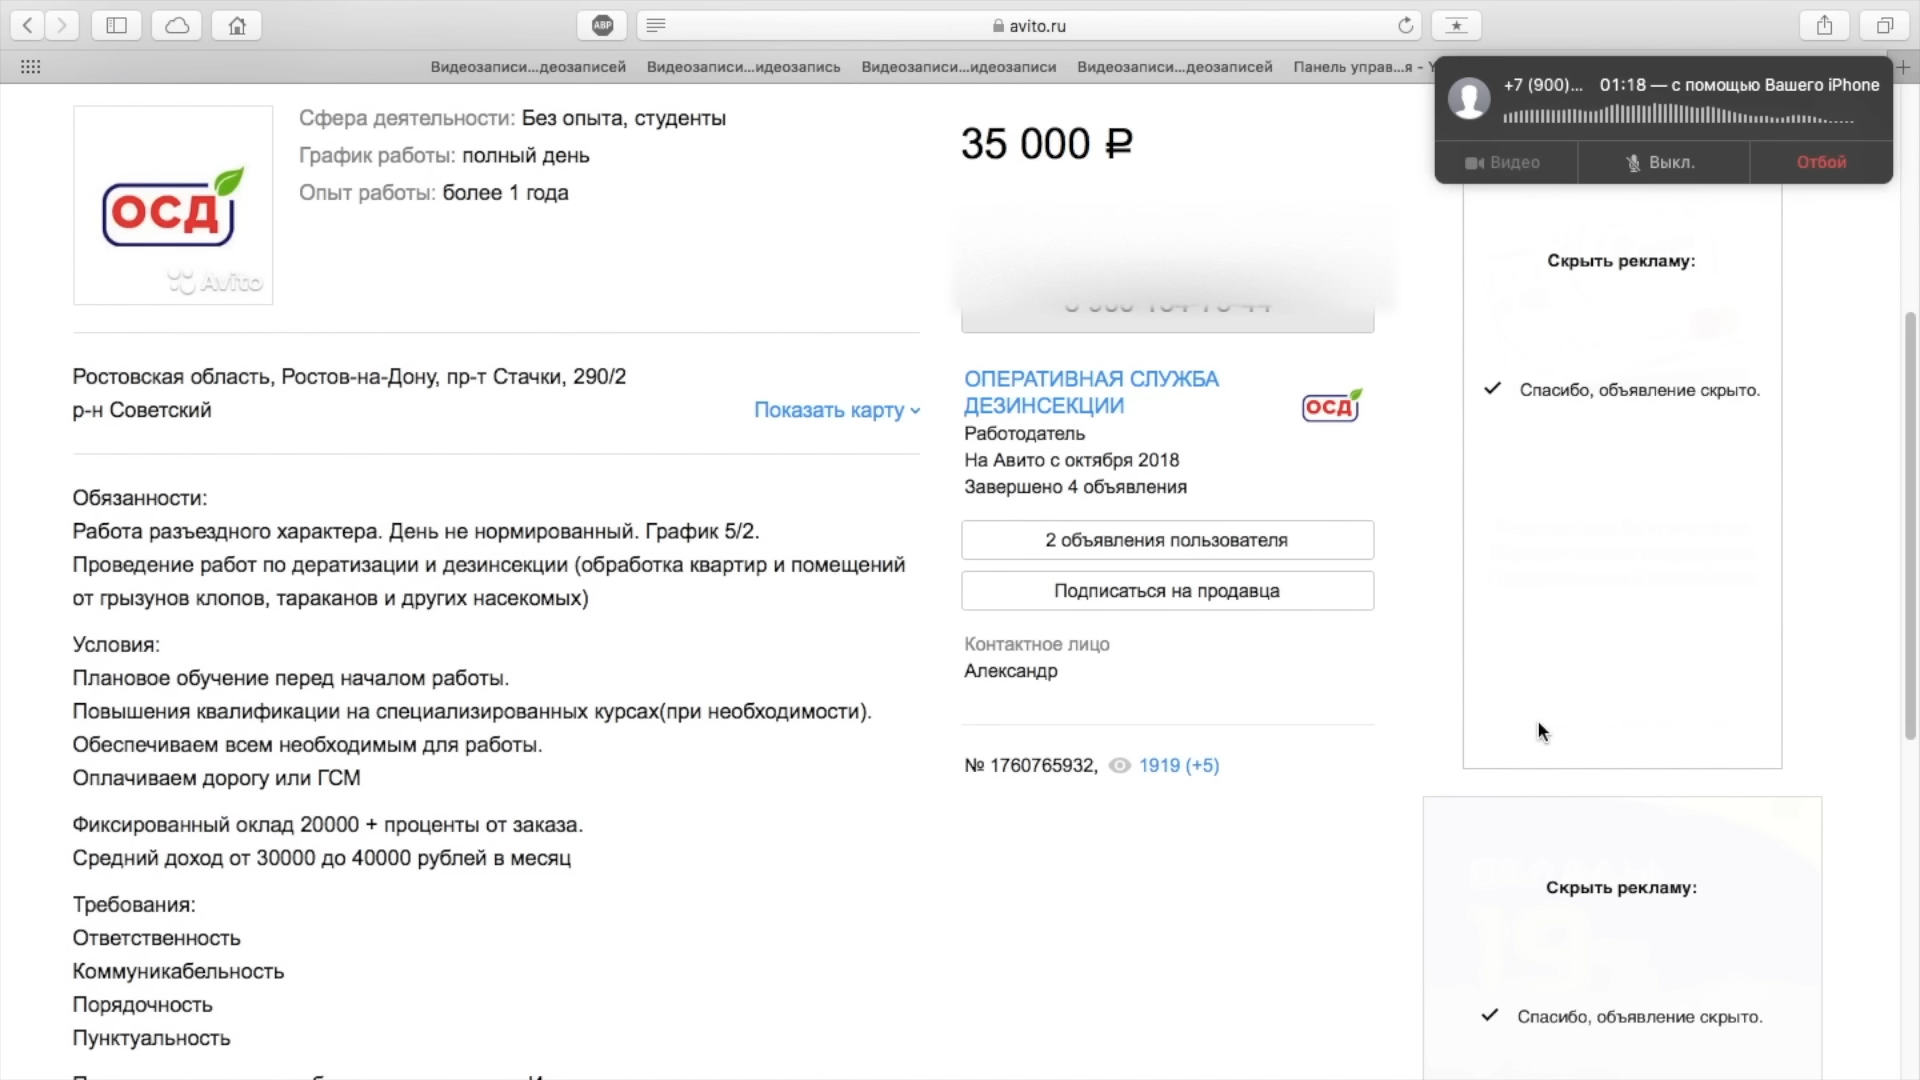 ABP
avito.ru
Видеозаписи...деозаписей
Видеозаписи...идеозапись
Видеозаписи...идеозаписи
Видеозаписи...деозаписей
Панель управ...я -
+7 (900)... 01:18 — с помощью Вашего iPhone
Видео
Выкл.
Отбой
ОСД
Avito
Сфера деятельности: Без опыта, студенты
График работы: полный день
Опыт работы: более 1 года
Ростовская область, Ростов-на-Дону, пр-т Стачки, 290/2
р-н Советский
Показать карту
Обязанности:
Работа разъездного характера. День не нормированный. График 5/2.
Проведение работ по дератизации и дезинсекции (обработка квартир и помещений
от грызунов клопов, тараканов и других насекомых)
Условия:
Плановое обучение перед началом работы.
Повышения квалификации на специализированных курсах(при необходимости).
Обеспечиваем всем необходимым для работы.
Оплачиваем дорогу или ГСМ
Фиксированный оклад 20000 + проценты от заказа.
Средний доход от 30000 до 40000 рублей в месяц
Требования:
Ответственность
Коммуникабельность
Порядочность
Пунктуальность
35 000 ₽
ОПЕРАТИВНАЯ СЛУЖБА
ДЕЗИНСЕКЦИИ
ОСД
Работодатель
На Авито с октября 2018
Завершено 4 объявления
2 объявления пользователя
Подписаться на продавца
Контактное лицо
Александр
№ 1760765932, 1919 (+5)
Скрыть рекламу:
Спасибо, объявление скрыто.
Скрыть рекламу:
Спасибо, объявление скрыто.